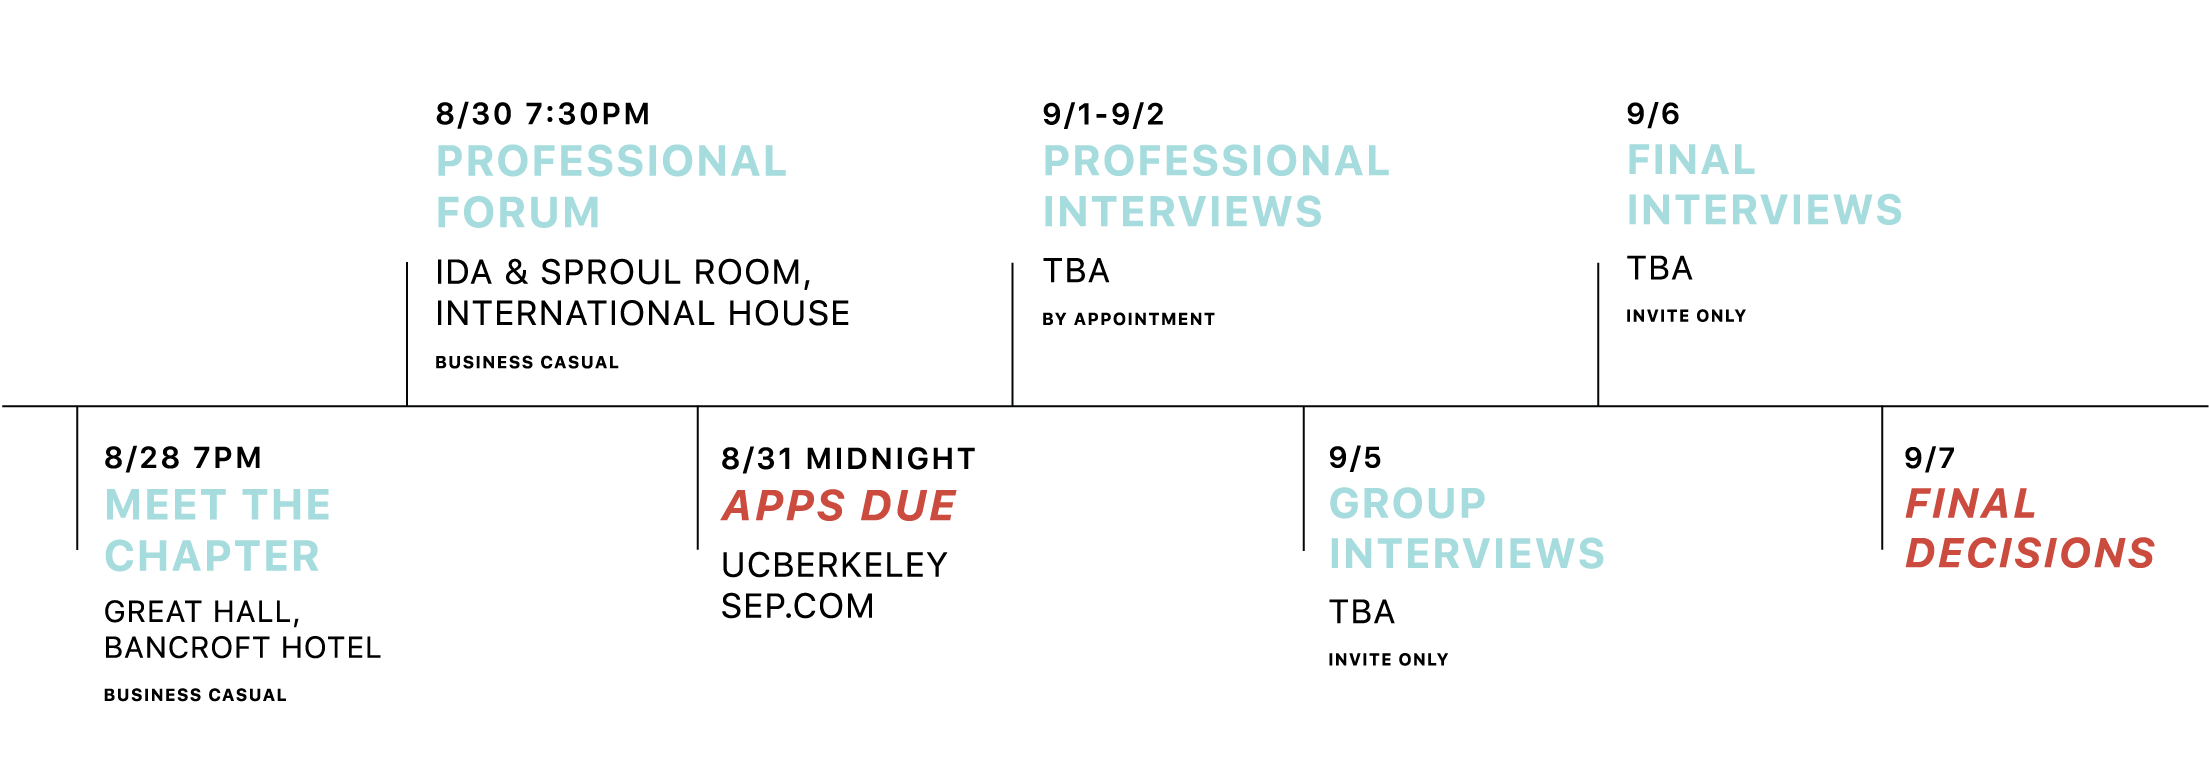 8/28 7PM
MEET THE
CHAPTER
GREAT HALL,
BANCROFT HOTEL
BUSINESS CASUAL
8/30 7:30PM
PROFESSIONAL
FORUM
IDA & SPROUL ROOM,
INTERNATIONAL HOUSE
BUSINESS CASUAL
8/31 MIDNIGHT
APPS DUE
UCBERKELEY
SEP.COM
9/1-9/2
PROFESSIONAL
INTERVIEWS
TBA
BY APPOINTMENT
9/5
GROUP
INTERVIEWS
TBA
INVITE ONLY
9/6
FINAL
INTERVIEWS
TBA
INVITE ONLY
9/7
FINAL
DECISIONS